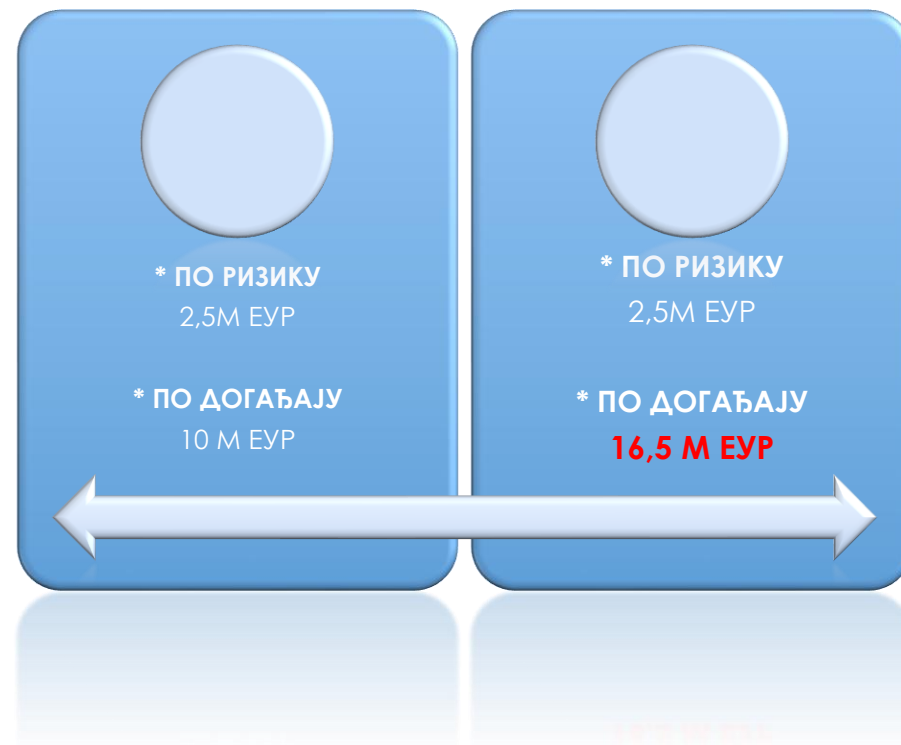 * ПО РИЗИКУ
2,5М ЕУР
* ПО ДОГАЂАЈУ
10 М ЕУР
* ПО РИЗИКУ
2,5М ЕУР
* ПО ДОГАЂАЈУ
16,5 М ЕУР